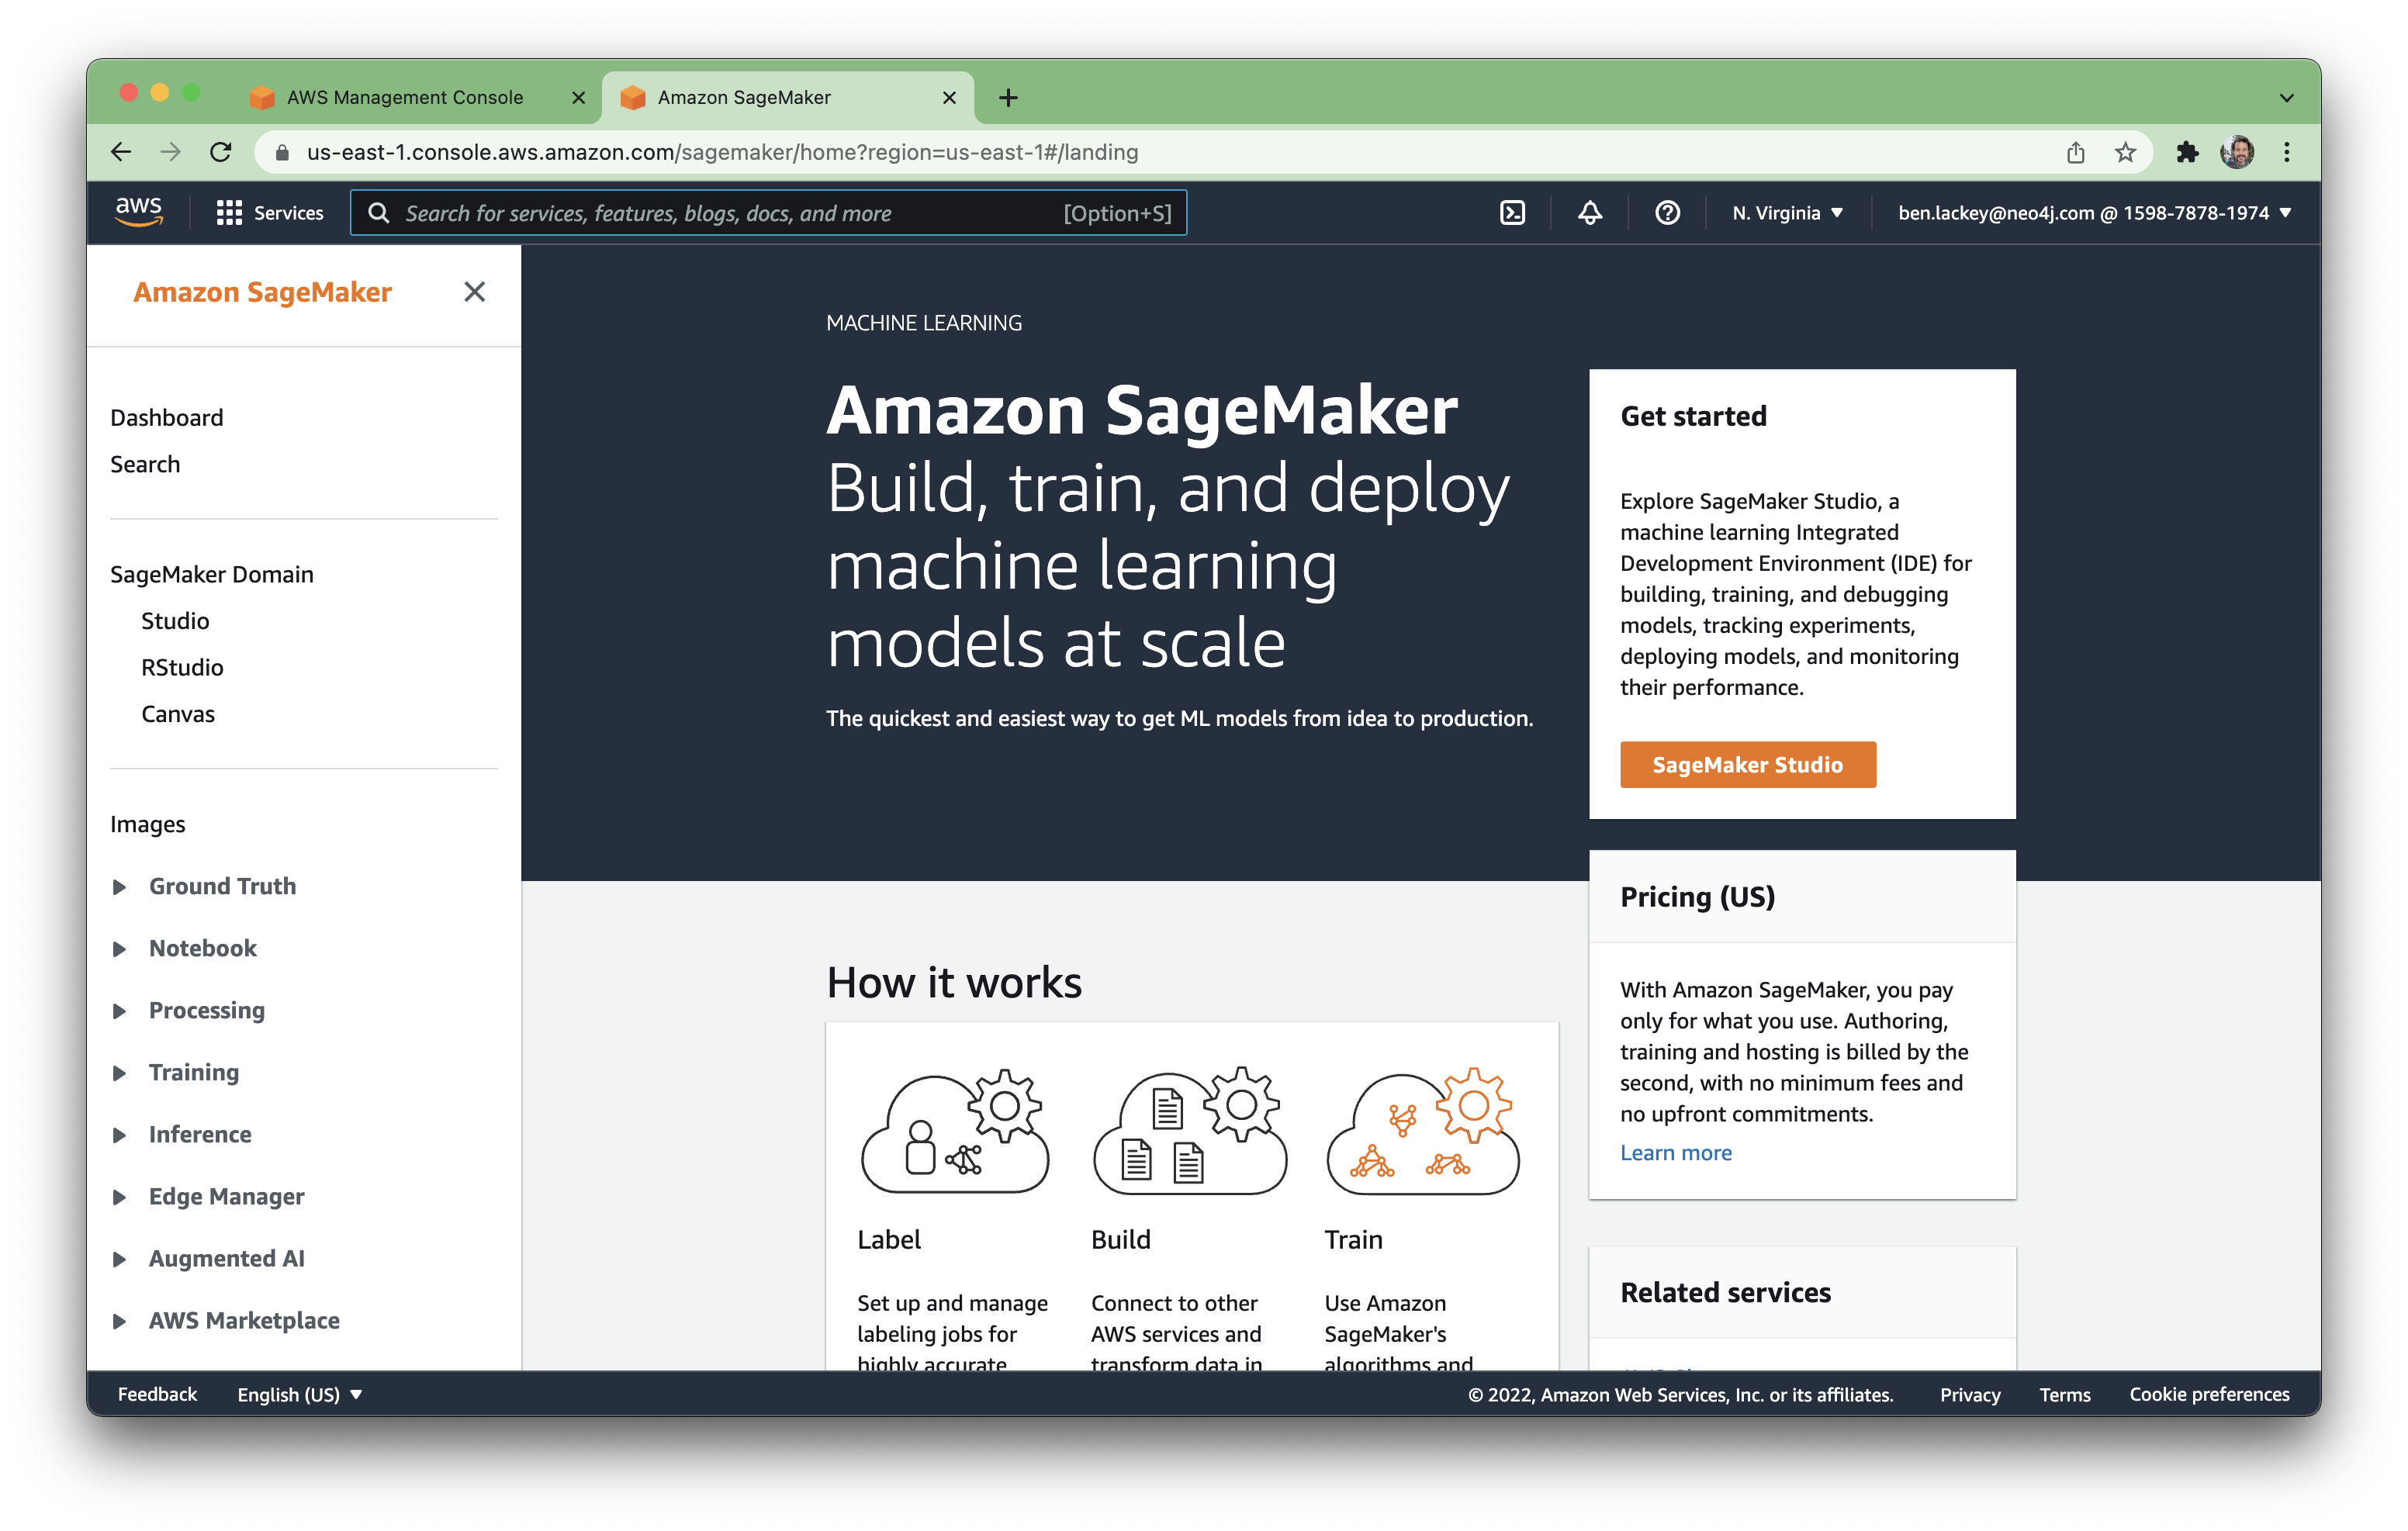 AWS Management Console
Amazon SageMaker
us-east-1.console.aws.amazon.com/sagemaker/home?region=us-east-1#/landing
aws
Services
Search for services, features, blogs, docs, and more
[Option+S]
N. Virginia
ben.lackey@neo4j.com @ 1598-7878-1974
Amazon SageMaker
Dashboard
Search
SageMaker Domain
Studio
RStudio
Canvas
Images
Ground Truth
Notebook
Processing
Training
Inference
Edge Manager
Augmented AI
AWS Marketplace
MACHINE LEARNING
Amazon SageMaker
Build, train, and deploy
machine learning
models at scale
The quickest and easiest way to get ML models from idea to production.
Get started
Explore SageMaker Studio, a
machine learning Integrated
Development Environment (IDE) for
building, training, and debugging
models, tracking experiments,
deploying models, and monitoring
their performance.
SageMaker Studio
Pricing (US)
With Amazon SageMaker, you pay
only for what you use. Authoring,
training and hosting is billed by the
second, with no minimum fees and
no upfront commitments.
Learn more
Related services
How it works
Label
Set up and manage
labeling jobs for
highly accurate
Build
Connect to other
AWS services and
transform data in
Train
Use Amazon
SageMaker's
algorithms and
Feedback
English (US)
© 2022, Amazon Web Services, Inc. or its affiliates.
Privacy
Terms
Cookie preferences